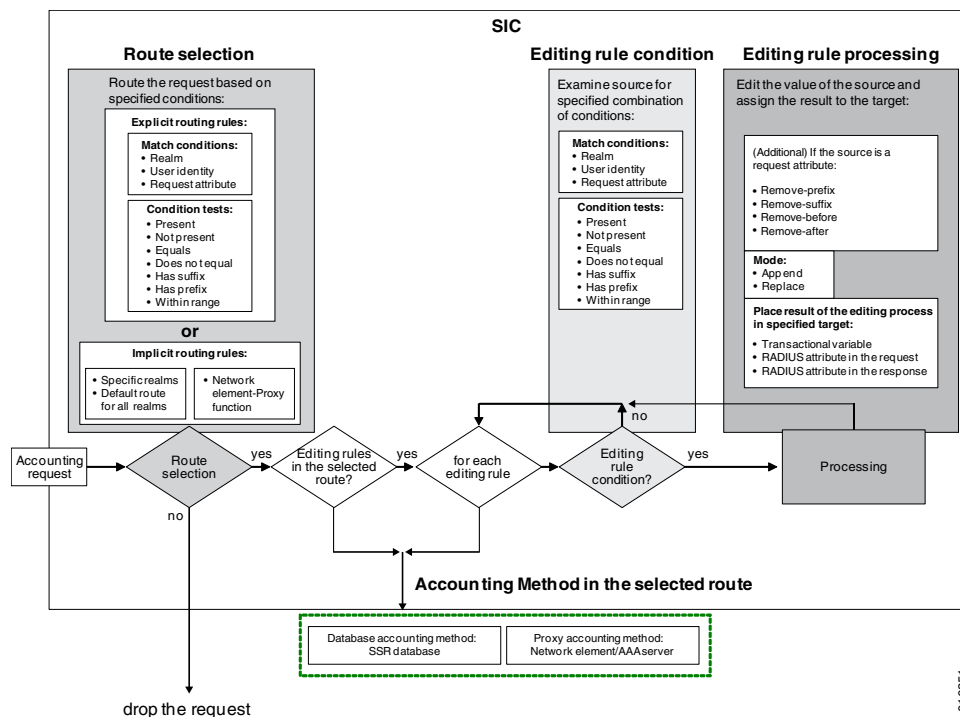 SIC
Route selection
Route the request based on
specified conditions:
Explicit routing rules:
Match conditions:
• Realm
• User identity
• Request attribute
Condition tests:
• Present
• Not present
• Equals
• Does not equal
• Has suffix
• Has prefix
• Within range
or
Implicit routing rules:
• Specific realms
• Default route
for all realms
• Network
element-Proxy
function
Editing rule condition
Examine source for
specified combination
of conditions:
Match conditions:
• Realm
• User identity
• Request attribute
Condition tests:
• Present
• Not present
• Equals
• Does not equal
• Has suffix
• Has prefix
• Within range
Editing rule processing
Edit the value of the source and
assign the result to the target:
(Additional) If the source is a
request attribute:
• Remove-prefix
• Remove-suffix
• Remove-before
• Remove-after
Mode:
• Append
• Replace
Place result of the editing process
in specified target:
• Transactional variable
• RADIUS attribute in the request
• RADIUS attribute in the response
Accounting
request
Route
selection
yes
no
Editing rules
in the selected
route?
yes
for each
editing rule
Editing
rule
condition?
no
yes
Processing
Accounting Method in the selected route
Database accounting method:
SSR database
Proxy accounting method:
Network element/AAA server
drop the request